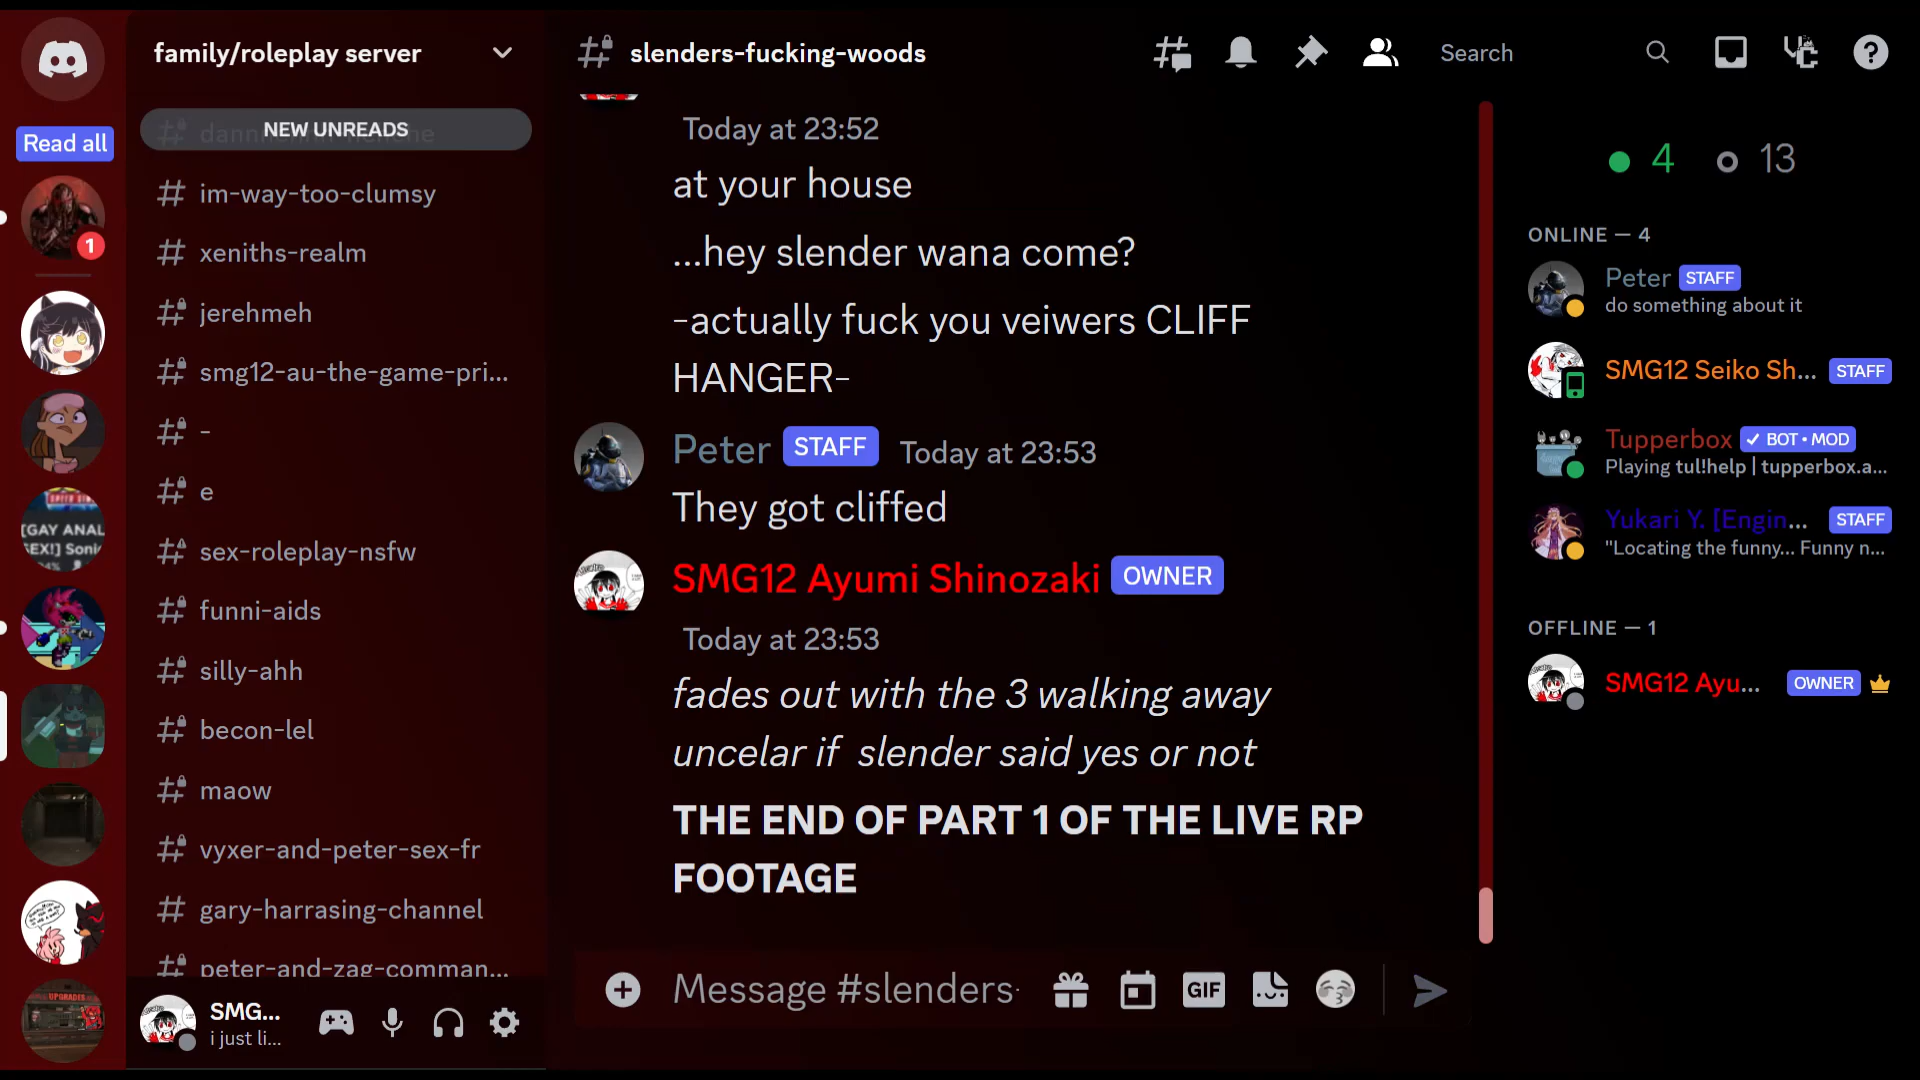 family/roleplay server
slenders-fucking-woods
Search
Read all
NEW UNREADS
im-way-too-clumsy
xeniths-realm
jerehmeh
smg12-au-the-game-pri...
-
e
sex-roleplay-nsfw
funni-aids
silly-ahh
becon-lel
maow
vyxer-and-peter-sex-fr
gary-harrasing-channel
peter-and-zag-comman...
SMG...
i just li...
1
[GAY ANAL
SEX!] Soni
UPGRADES
Today at 23:52
at your house
...hey slender wana come?
-actually fuck you veiwers CLIFF
HANGER-
Peter STAFF Today at 23:53
They got cliffed
SMG12 Ayumi Shinozaki OWNER
Today at 23:53
fades out with the 3 walking away
uncelar if slender said yes or not
THE END OF PART 1 OF THE LIVE RP
FOOTAGE
Message #slenders
GIF
4 13
ONLINE — 4
Peter STAFF
do something about it
SMG12 Seiko Sh... STAFF
Tupperbox BOT • MOD
Playing tul!help | tupperbox.a...
Yukari Y. [Engin... STAFF
"Locating the funny... Funny n...
OFFLINE — 1
SMG12 Ayu... OWNER